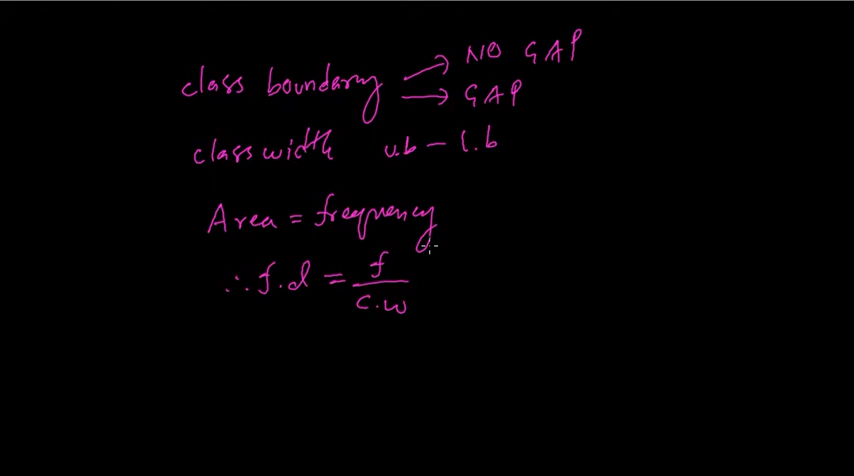 class boundary → NO GAP
→ GAP
class width u.b – l.b
Area = frequency
∴ f.d = f / c.w